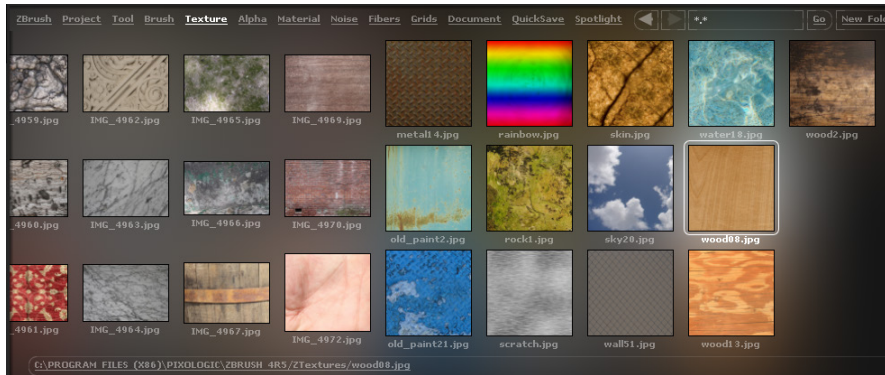 ZBrush Project Tool Brush Texture Alpha Material Noise Fibers Grids Document QuickSave Spotlight *.* Go New Fold
_4959.jpg IMG_4962.jpg IMG_4965.jpg IMG_4969.jpg metal14.jpg rainbow.jpg skin.jpg water18.jpg wood2.jpg
_4960.jpg IMG_4963.jpg IMG_4966.jpg IMG_4970.jpg old_paint2.jpg rock1.jpg sky20.jpg wood08.jpg
_4961.jpg IMG_4964.jpg IMG_4967.jpg IMG_4972.jpg old_paint21.jpg scratch.jpg wall51.jpg wood13.jpg
C:\PROGRAM FILES (X86)\PIXOLOGIC\ZBRUSH 4R5/ZTextures/wood08.jpg